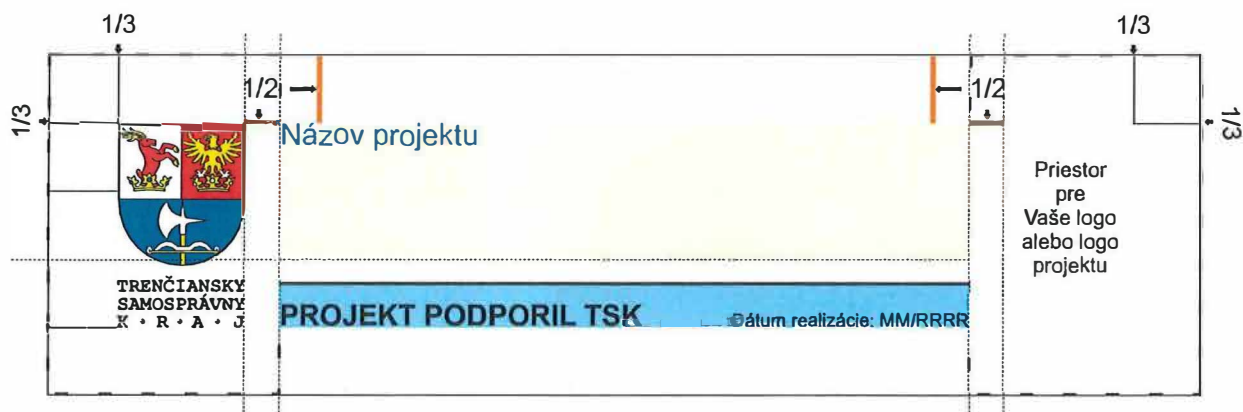 1/3
1/3
1/2
1/2
1/3
1/3
Názov projektu
Priestor
pre
Vaše logo
alebo logo
projektu
TRENČIANSKY
SAMOSPRÁVNY
K · R · A · J
PROJEKT PODPORIL TSK
Dátum realizácie: MM/RRRR